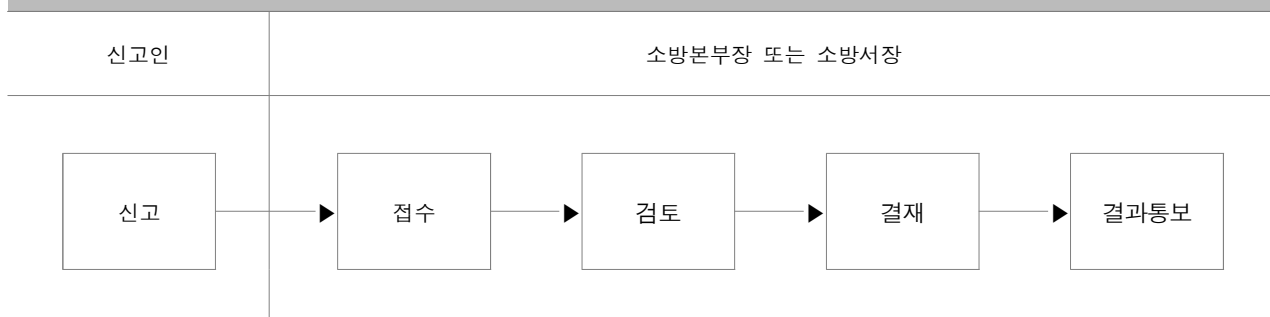 신고인
소방본부장 또는 소방서장
신고
접수
검토
결재
결과통보